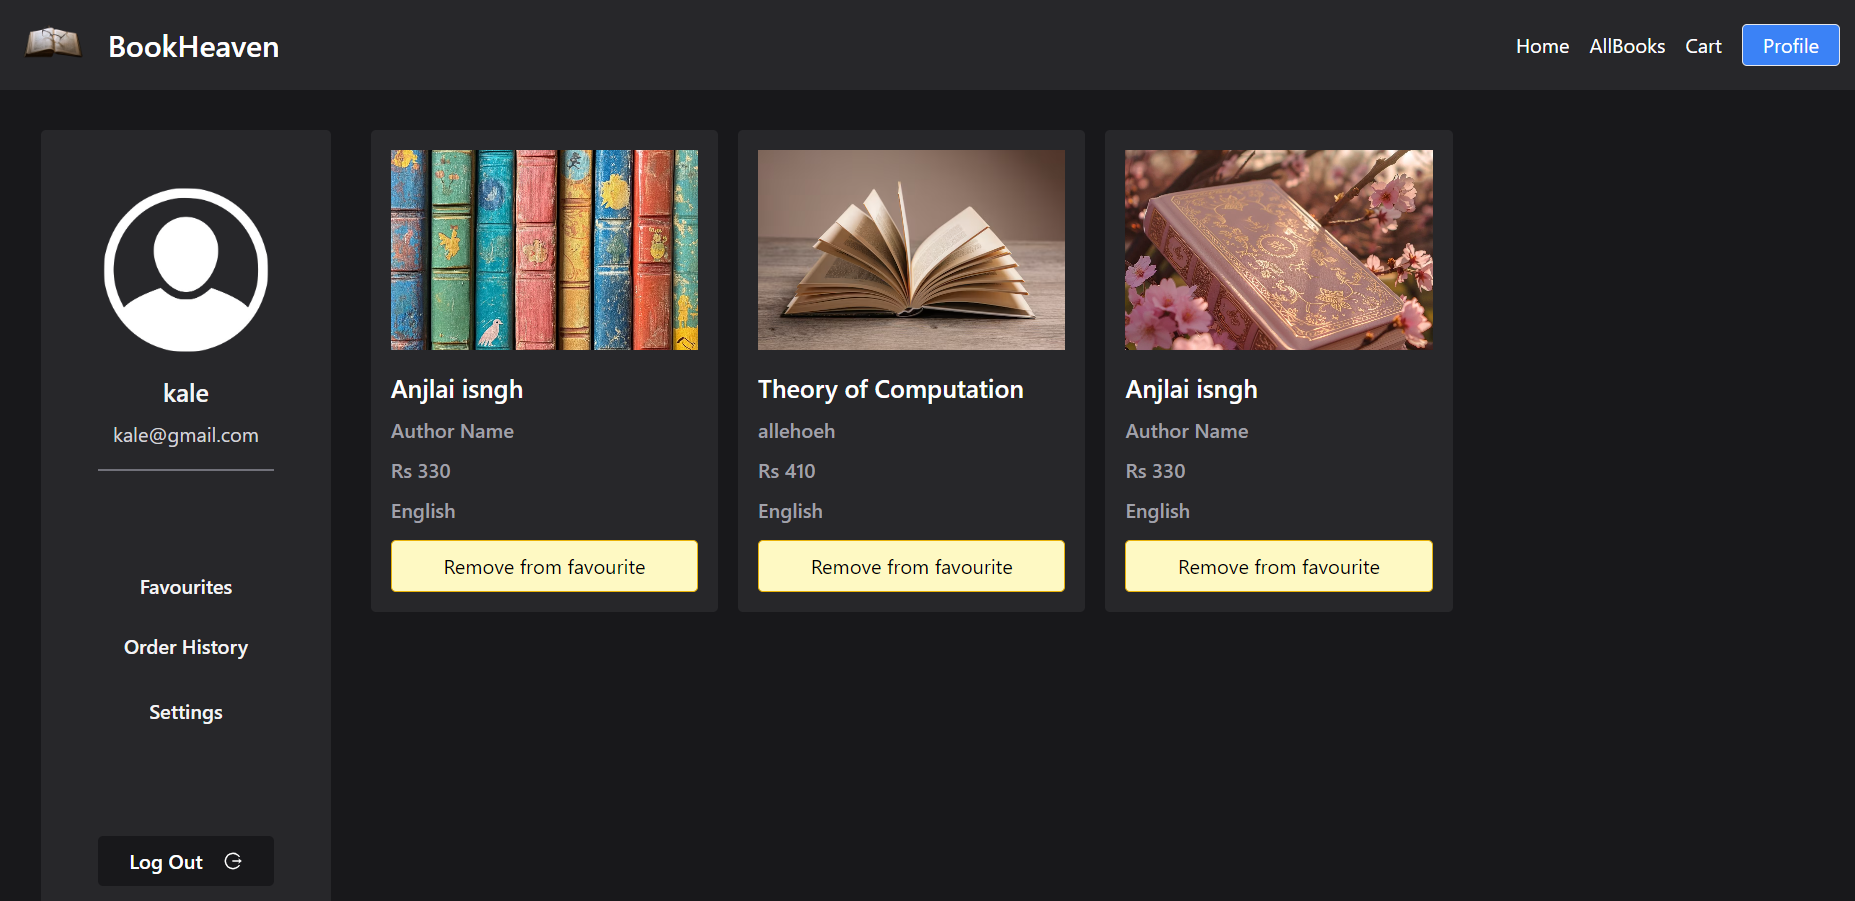 BookHeaven
Home AllBooks Cart Profile
kale
kale@gmail.com
Favourites
Order History
Settings
Log Out
Anjlai isngh
Author Name
Rs 330
English
Remove from favourite
Theory of Computation
allehoeh
Rs 410
English
Remove from favourite
Anjlai isngh
Author Name
Rs 330
English
Remove from favourite